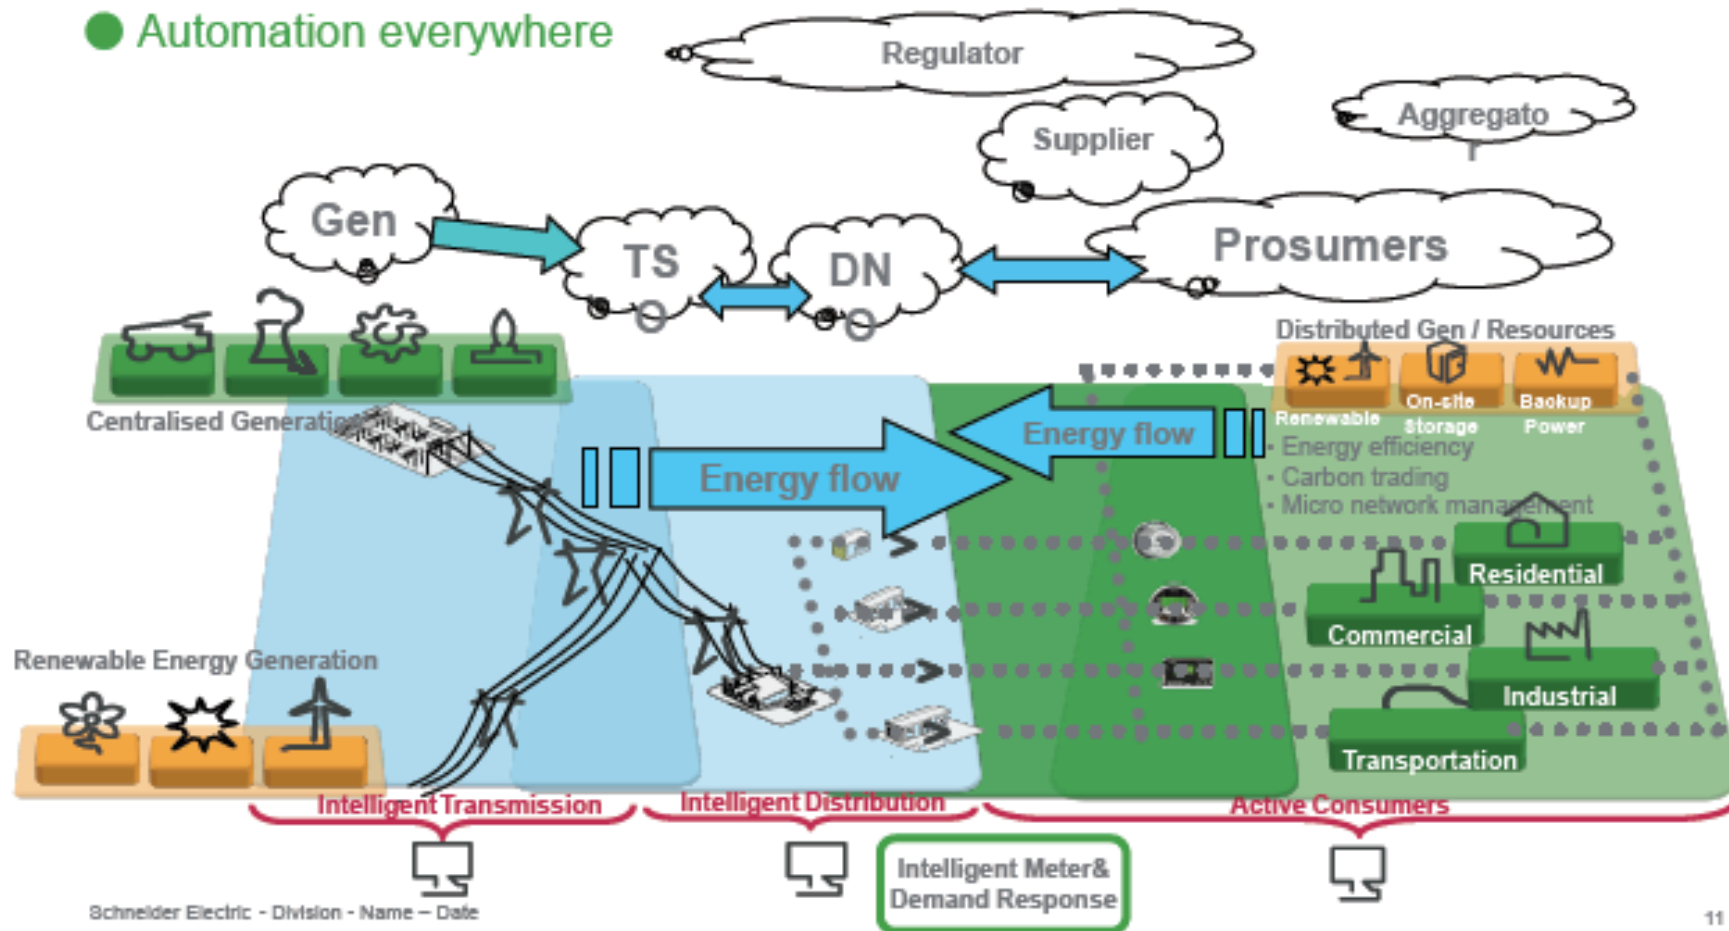 Automation everywhere
Regulator
Aggregato
r
Supplier
Gen
TS
O
DN
O
Prosumers
Distributed Gen / Resources
Renewable
On-site
Storage
Backup
Power
Centralised Generation
Energy flow
Energy flow
· Energy efficiency
· Carbon trading
· Micro network management
Residential
Commercial
Industrial
Transportation
Renewable Energy Generation
Intelligent Transmission
Intelligent Distribution
Active Consumers
Intelligent Meter&
Demand Response
Schneider Electric - Division - Name – Date
11